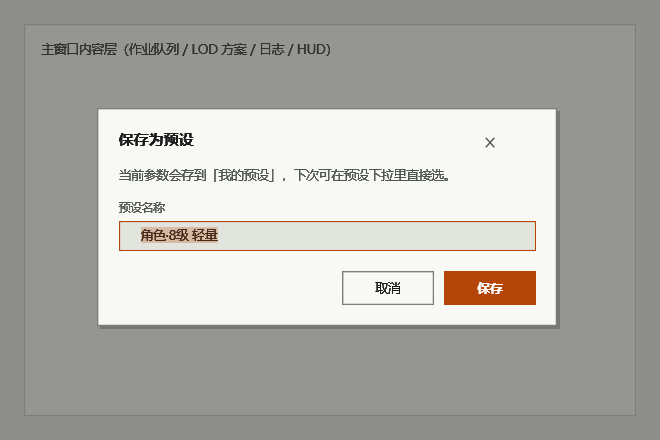 主窗口内容层（作业队列 / LOD 方案 / 日志 / HUD）
保存为预设
×
当前参数会存到「我的预设」，下次可在预设下拉里直接选。
预设名称
角色·8级 轻量
取消
保存